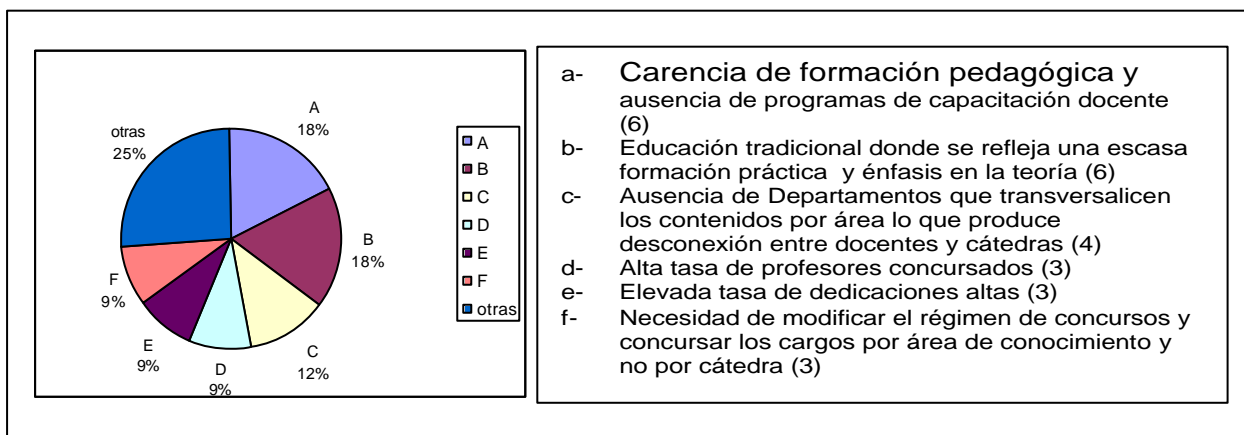 A
18%
B
18%
C
12%
D
9%
E
9%
F
9%
otras
25%
A
B
C
D
E
F
otras
a- Carencia de formación pedagógica y
ausencia de programas de capacitación docente
(6)
b- Educación tradicional donde se refleja una escasa
formación práctica y énfasis en la teoría (6)
c- Ausencia de Departamentos que transversalicen
los contenidos por área lo que produce
desconexión entre docentes y cátedras (4)
d- Alta tasa de profesores concursados (3)
e- Elevada tasa de dedicaciones altas (3)
f- Necesidad de modificar el régimen de concursos y
concursar los cargos por área de conocimiento y
no por cátedra (3)